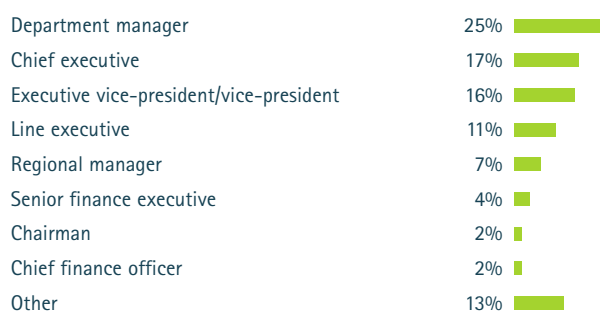 Department manager 25%
Chief executive 17%
Executive vice-president/vice-president 16%
Line executive 11%
Regional manager 7%
Senior finance executive 4%
Chairman 2%
Chief finance officer 2%
Other 13%